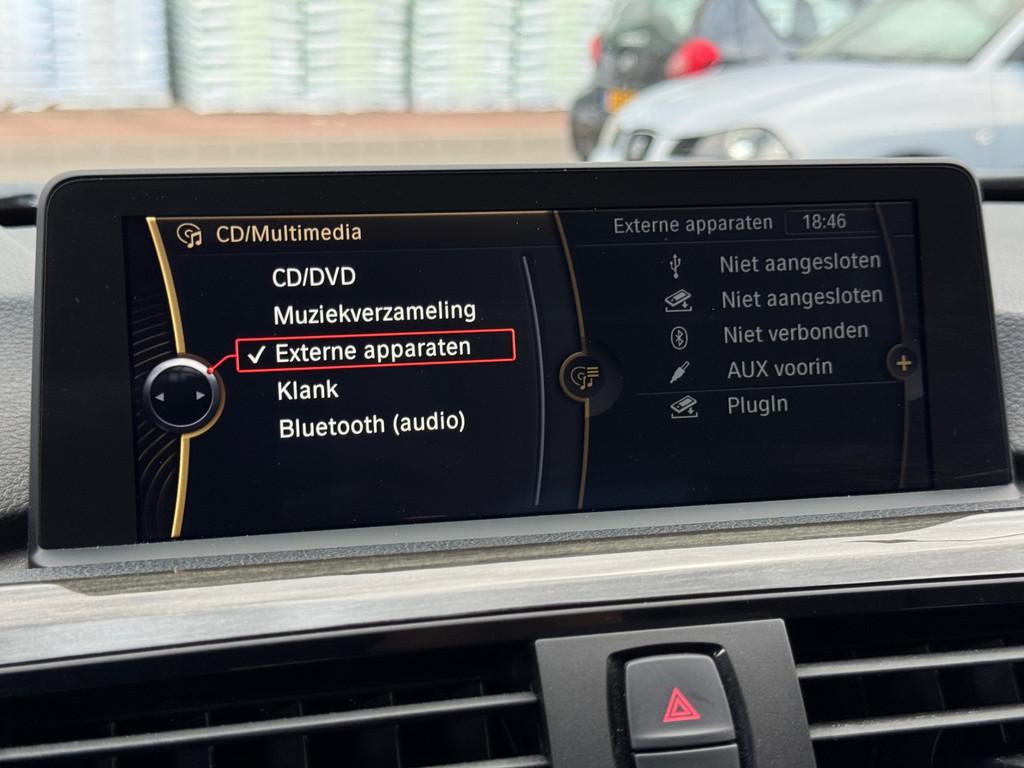 CD/Multimedia
CD/DVD
Muziekverzameling
Externe apparaten
Klank
Bluetooth (audio)
Externe apparaten 18:46
Niet aangesloten
Niet aangesloten
Niet verbonden
AUX voorin
PlugIn